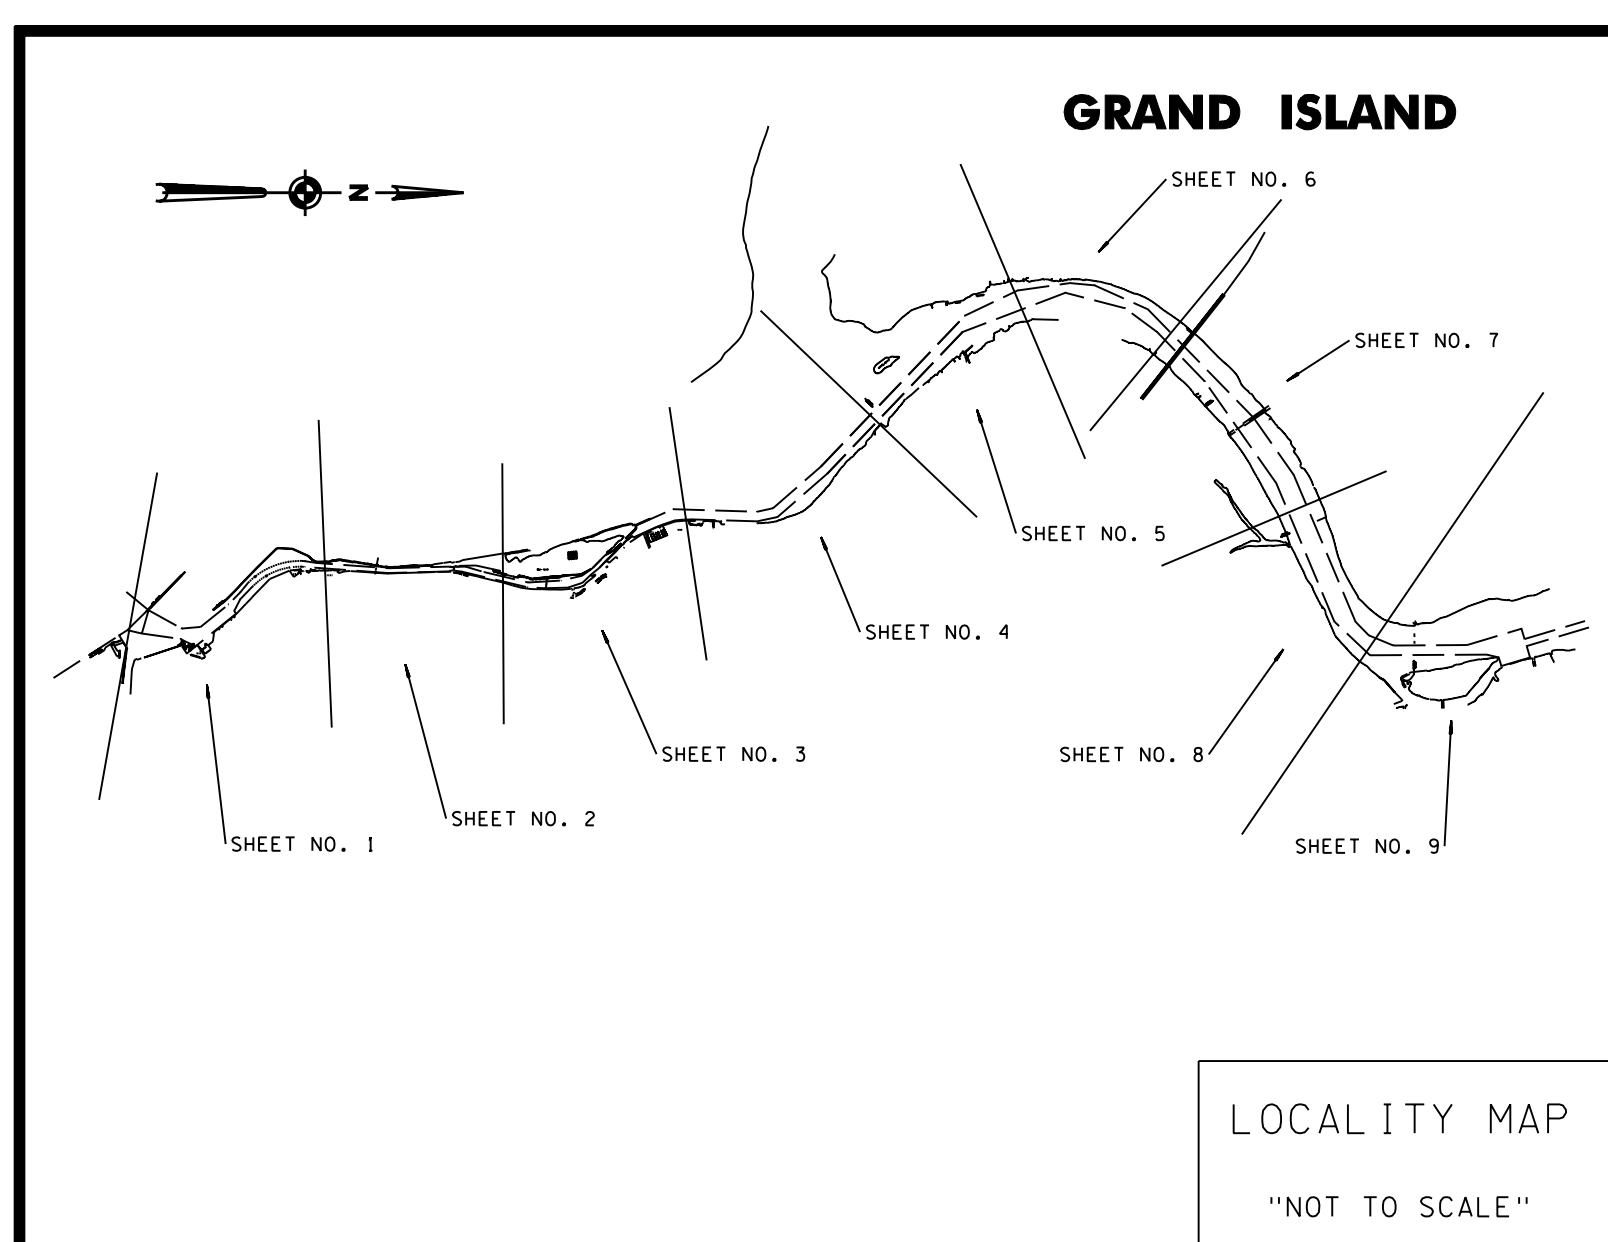 GRAND ISLAND
SHEET NO. 6
N
SHEET NO. 7
SHEET NO. 5
SHEET NO. 4
SHEET NO. 3
SHEET NO. 8
SHEET NO. 2
SHEET NO. 1
SHEET NO. 9
LOCALITY MAP
"NOT TO SCALE"